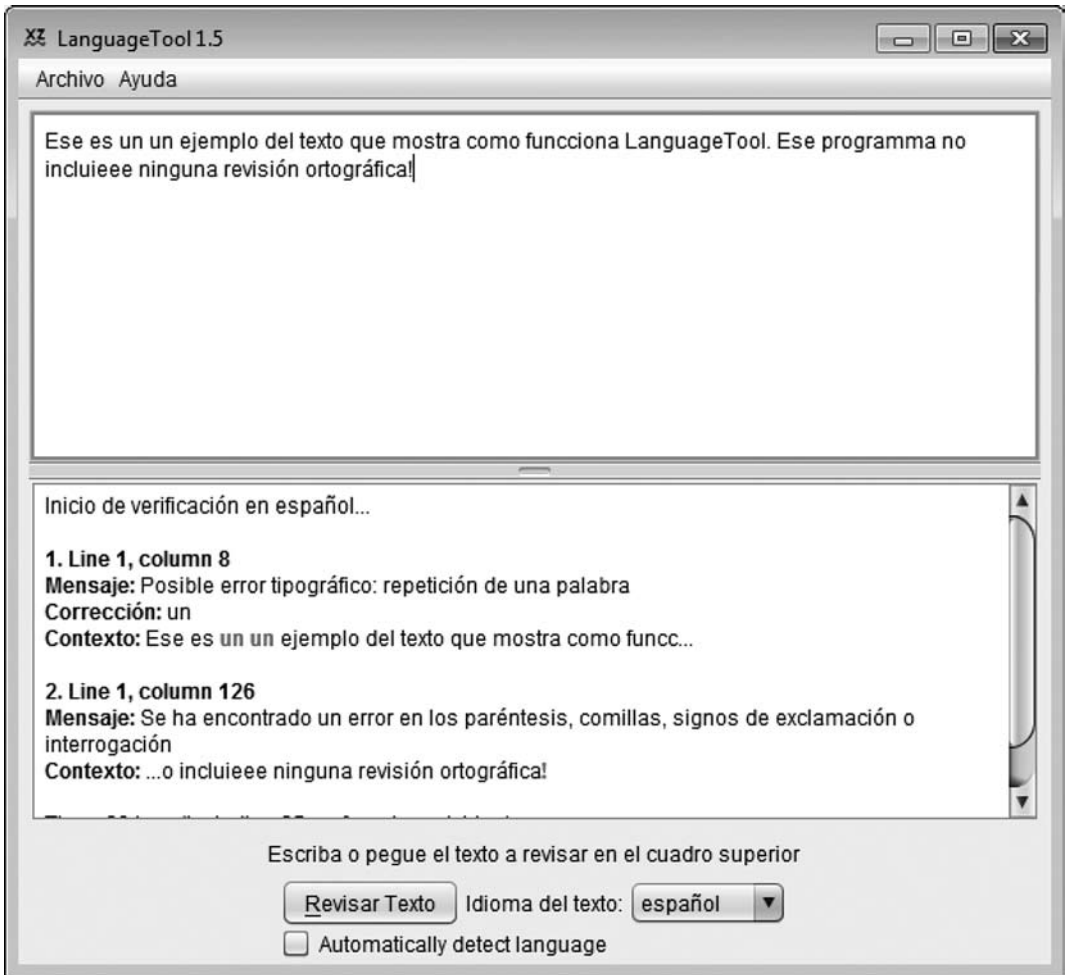 LanguageTool 1.5
Archivo Ayuda
Ese es un un ejemplo del texto que mostra como funcciona LanguageTool. Ese programma no
incluieee ninguna revisión ortográfica!
Inicio de verificación en español...
1. Line 1, column 8
Mensaje: Posible error tipográfico: repetición de una palabra
Corrección: un
Contexto: Ese es un un ejemplo del texto que mostra como funcc...
2. Line 1, column 126
Mensaje: Se ha encontrado un error en los paréntesis, comillas, signos de exclamación o
interrogación
Contexto: ...o incluieee ninguna revisión ortográfica!
Escriba o pegue el texto a revisar en el cuadro superior
Revisar Texto Idioma del texto: español
Automatically detect language